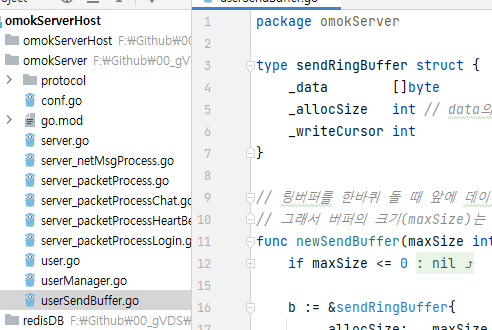 omokServerHost
omokServerHost F:₩Github₩00_gVD
omokServer F:₩Github₩00_gVDS₩
protocol
conf.go
go.mod
server.go
server_netMsgProcess.go
server_packetProcess.go
server_packetProcessChat.go
server_packetProcessHeartBe
server_packetProcessLogin.g
user.go
userManager.go
userSendBuffer.go
redisDB F:₩Github₩00_gVDS₩
userSendBuffer.go
1 package omokServer
2
3 type sendRingBuffer struct {
4 _data []byte
5 _allocSize int // data의
6 _writeCursor int
7 }
8
9 // 링버퍼를 한바퀴 돌 때 앞에 데이
10 // 그래서 버퍼의 크기(maxSize)는
11 func newSendBuffer(maxSize int
12 if maxSize <= 0 : nil
15
16 b := &sendRingBuffer{
17 _allocSize: maxSize